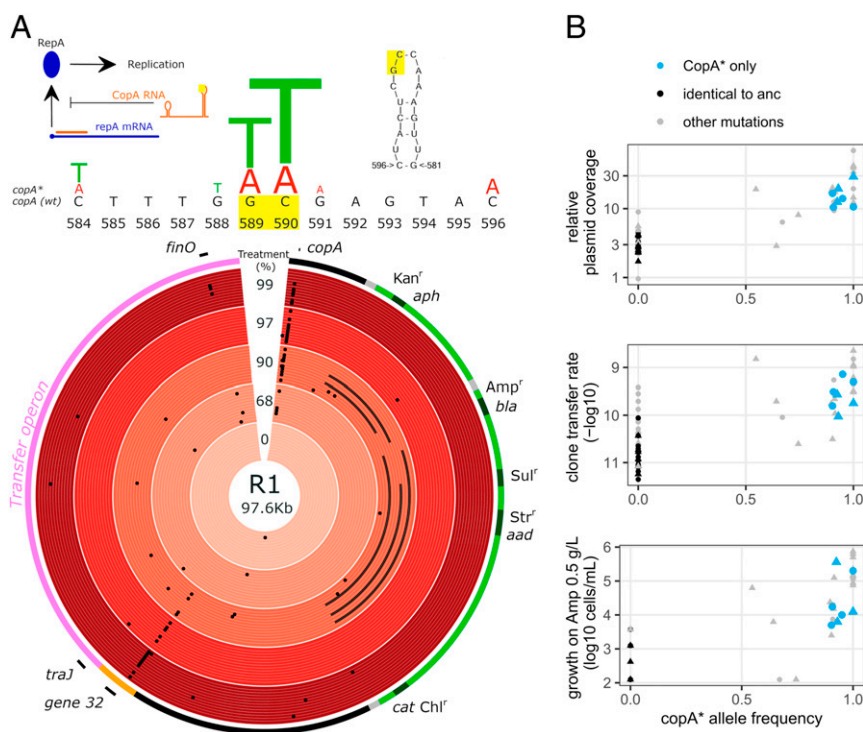 A
RepA
Replication
CopA RNA
repA mRNA
C C
G A
C A
U A
C G
A U
U U
596-> C G <-581
T T T
T A A A A A
copA*
copA (wt) C T T T G G C G A G T A C
584 585 586 587 588 589 590 591 592 593 594 595 596
finO
Treatment
(%)
copA
99
97
90
68
0
Kanʳ
aph
Ampʳ
bla
Sulʳ
Strʳ
aad
cat Chlʳ
Transfer operon
traJ
gene 32
R1
97.6Kb
B
CopA* only
identical to anc
other mutations
relative
plasmid coverage
30
10
3
1
0.0 0.5 1.0
clone transfer rate
(−log10)
9
10
11
0.0 0.5 1.0
growth on Amp 0.5 g/L
(log10 cells/mL)
6
5
4
3
2
0.0 0.5 1.0
copA* allele frequency